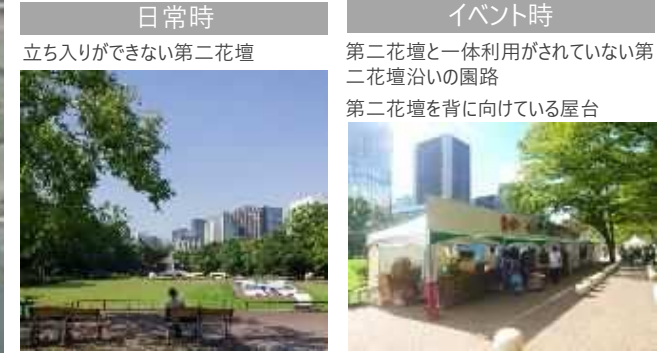 日常時
立ち入りができない第二花壇
イベント時
第二花壇と一体利用がされていない第
二花壇沿いの園路
第二花壇を背に向けている屋台